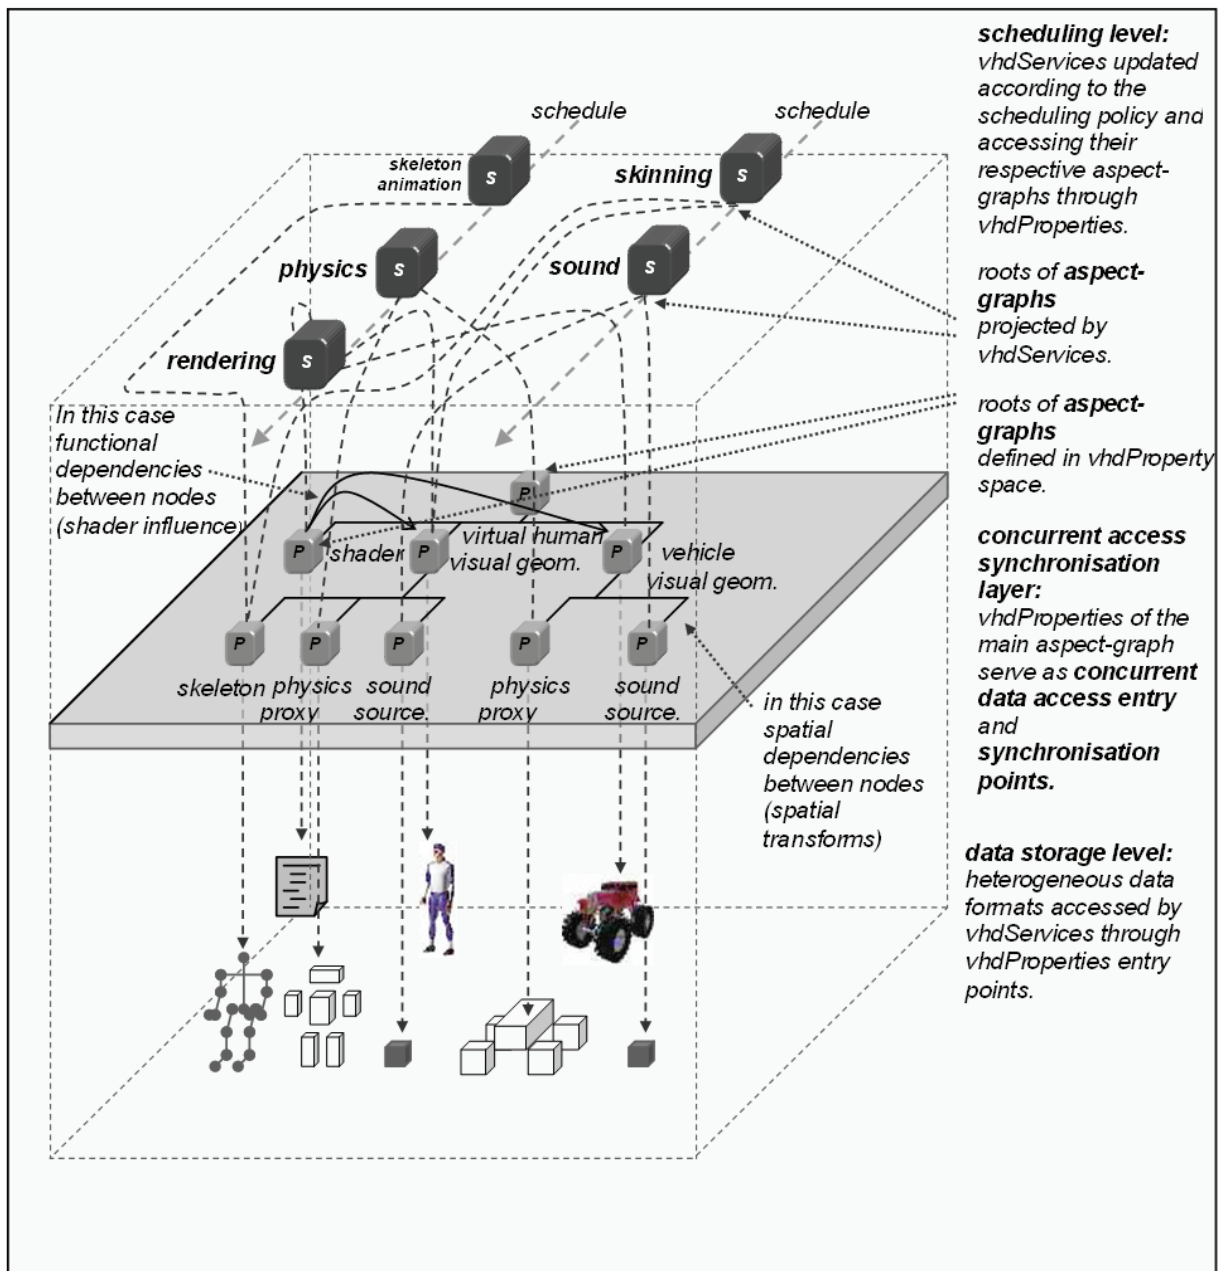 scheduling level:
vhdServices updated
according to the
scheduling policy and
accessing their
respective aspect-
graphs through
vhdProperties.
roots of aspect-
graphs
projected by
vhdServices.
roots of aspect-
graphs
defined in vhdProperty
space.
concurrent access
synchronisation
layer:
vhdProperties of the
main aspect-graph
serve as concurrent
data access entry
and
synchronisation
points.
data storage level:
heterogeneous data
formats accessed by
vhdServices through
vhdProperties entry
points.
schedule
schedule
skeleton
animation
S
skinning
S
physics
S
sound
S
rendering
S
In this case
functional
dependencies
between nodes
(shader influence)
P
P
shader
P
virtual human
visual geom.
P
vehicle
visual geom.
P
P
P
P
P
skeleton
physics
proxy
sound
source.
physics
proxy
sound
source.
in this case
spatial
dependencies
between nodes
(spatial
transforms)